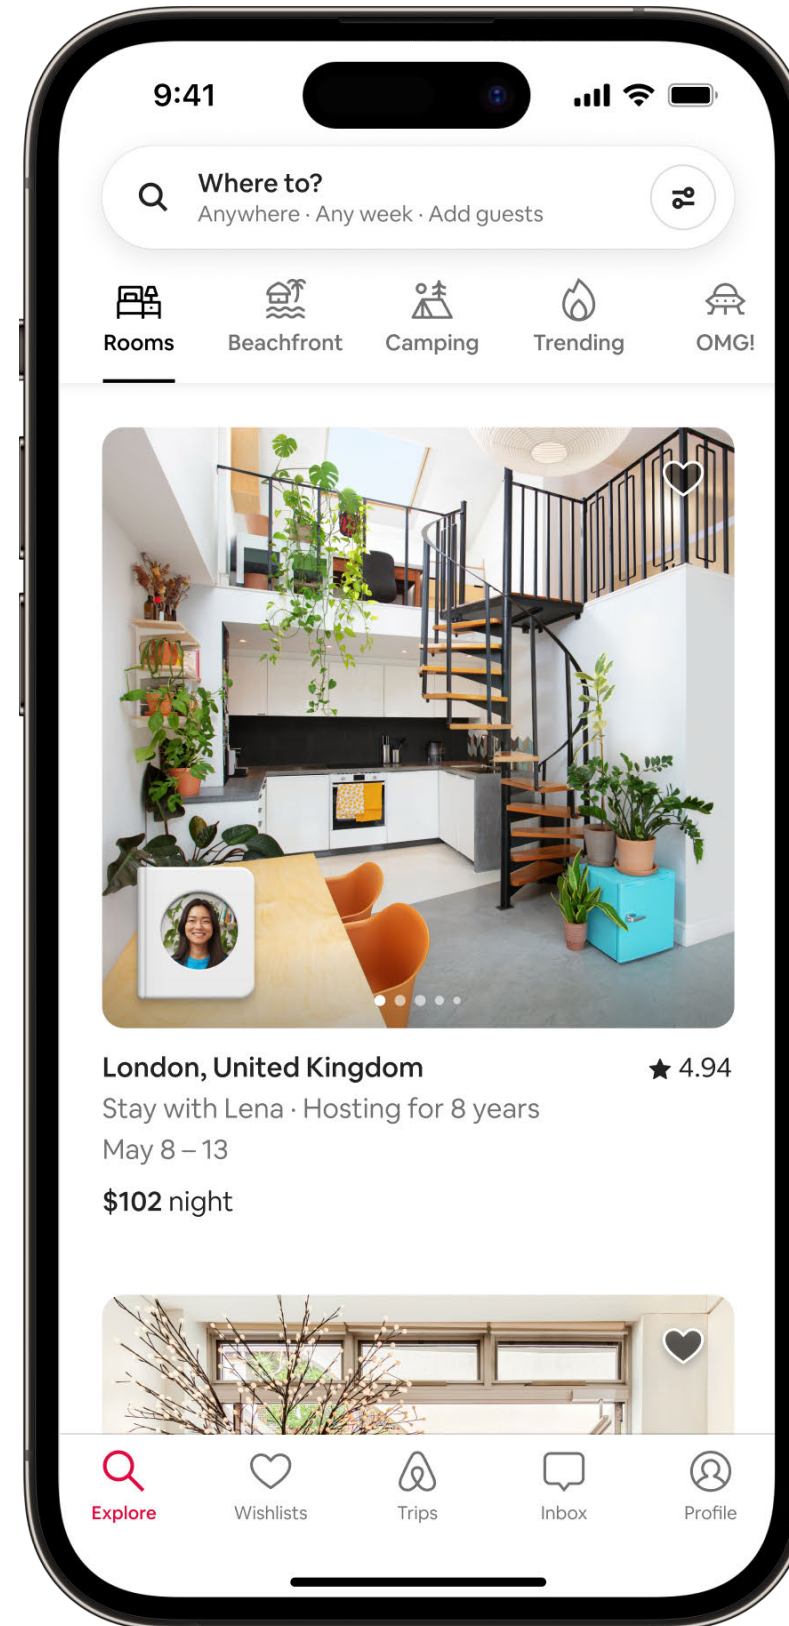 9:41
Where to?
Anywhere · Any week · Add guests
Rooms
Beachfront
Camping
Trending
OMG!
London, United Kingdom
★ 4.94
Stay with Lena · Hosting for 8 years
May 8 – 13
$102 night
Explore
Wishlists
Trips
Inbox
Profile